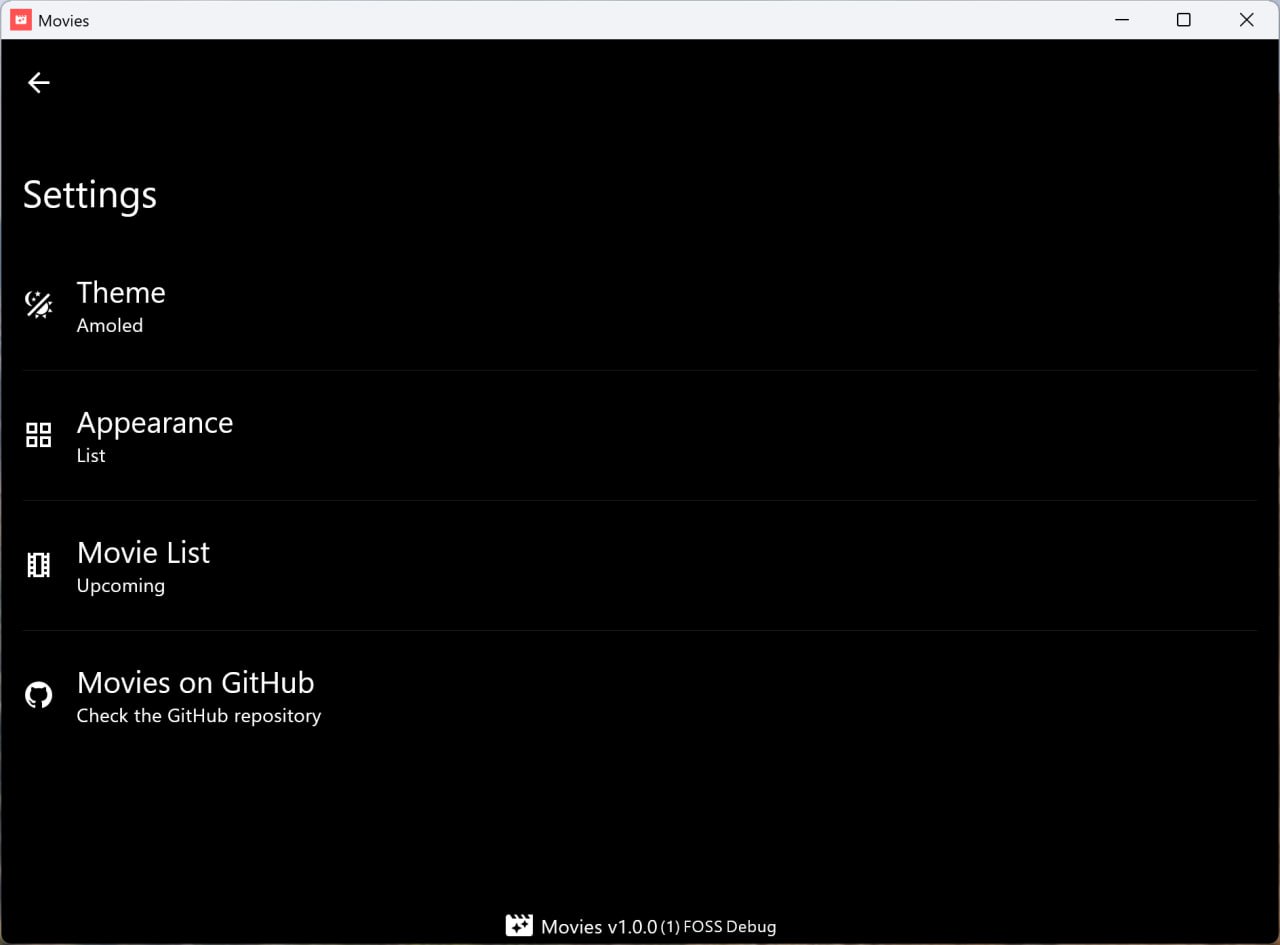 Movies
Settings
Theme
Amoled
Appearance
List
Movie List
Upcoming
Movies on GitHub
Check the GitHub repository
Movies v1.0.0 (1) FOSS Debug